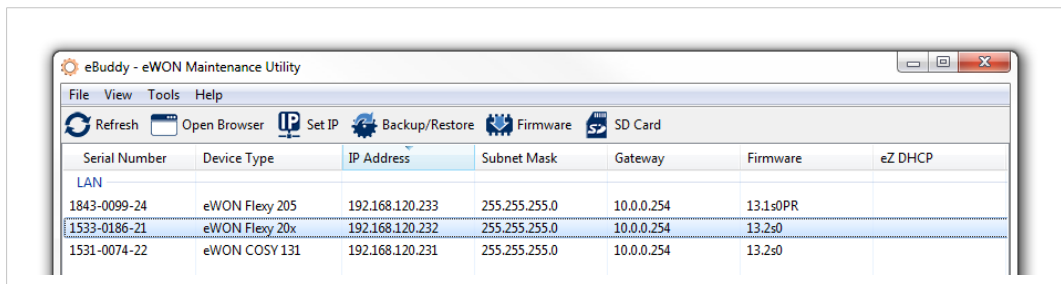 eBuddy - eWON Maintenance Utility
File View Tools Help
Refresh Open Browser IP Set IP Backup/Restore Firmware SD SD Card
Serial Number Device Type IP Address Subnet Mask Gateway Firmware eZ DHCP
LAN
1843-0099-24 eWON Flexy 205 192.168.120.233 255.255.255.0 10.0.0.254 13.1s0PR
1533-0186-21 eWON Flexy 20x 192.168.120.232 255.255.255.0 10.0.0.254 13.2s0
1531-0074-22 eWON COSY 131 192.168.120.231 255.255.255.0 10.0.0.254 13.2s0